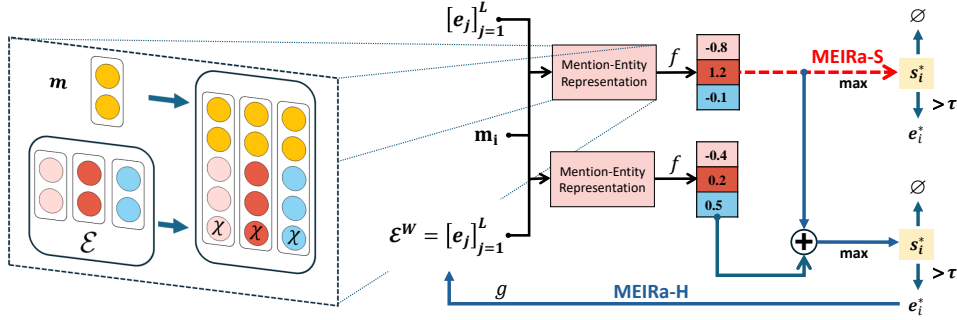 m
ℰ
χ χ χ
[e_j]_{j=1}^L
m_i
ℰ^W = [e_j]_{j=1}^L
Mention-Entity
Representation
f
-0.8
1.2
-0.1
MEIRa-S
max
∅
s_i^*
> τ
e_i^*
Mention-Entity
Representation
f
-0.4
0.2
0.5
+
max
∅
s_i^*
> τ
e_i^*
g
MEIRa-H